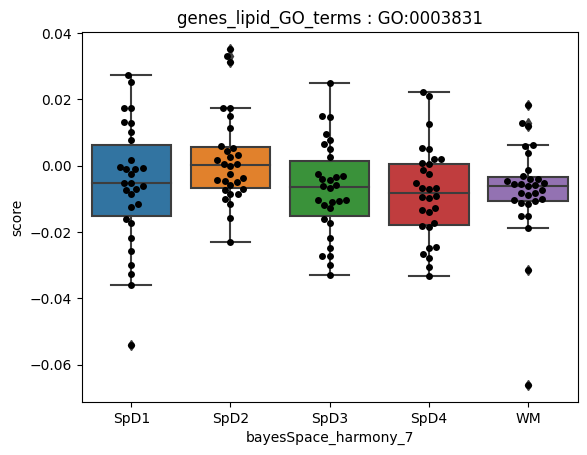 genes_lipid_GO_terms : GO:0003831
0.04
0.02
0.00
−0.02
−0.04
−0.06
score
SpD1 SpD2 SpD3 SpD4 WM
bayesSpace_harmony_7